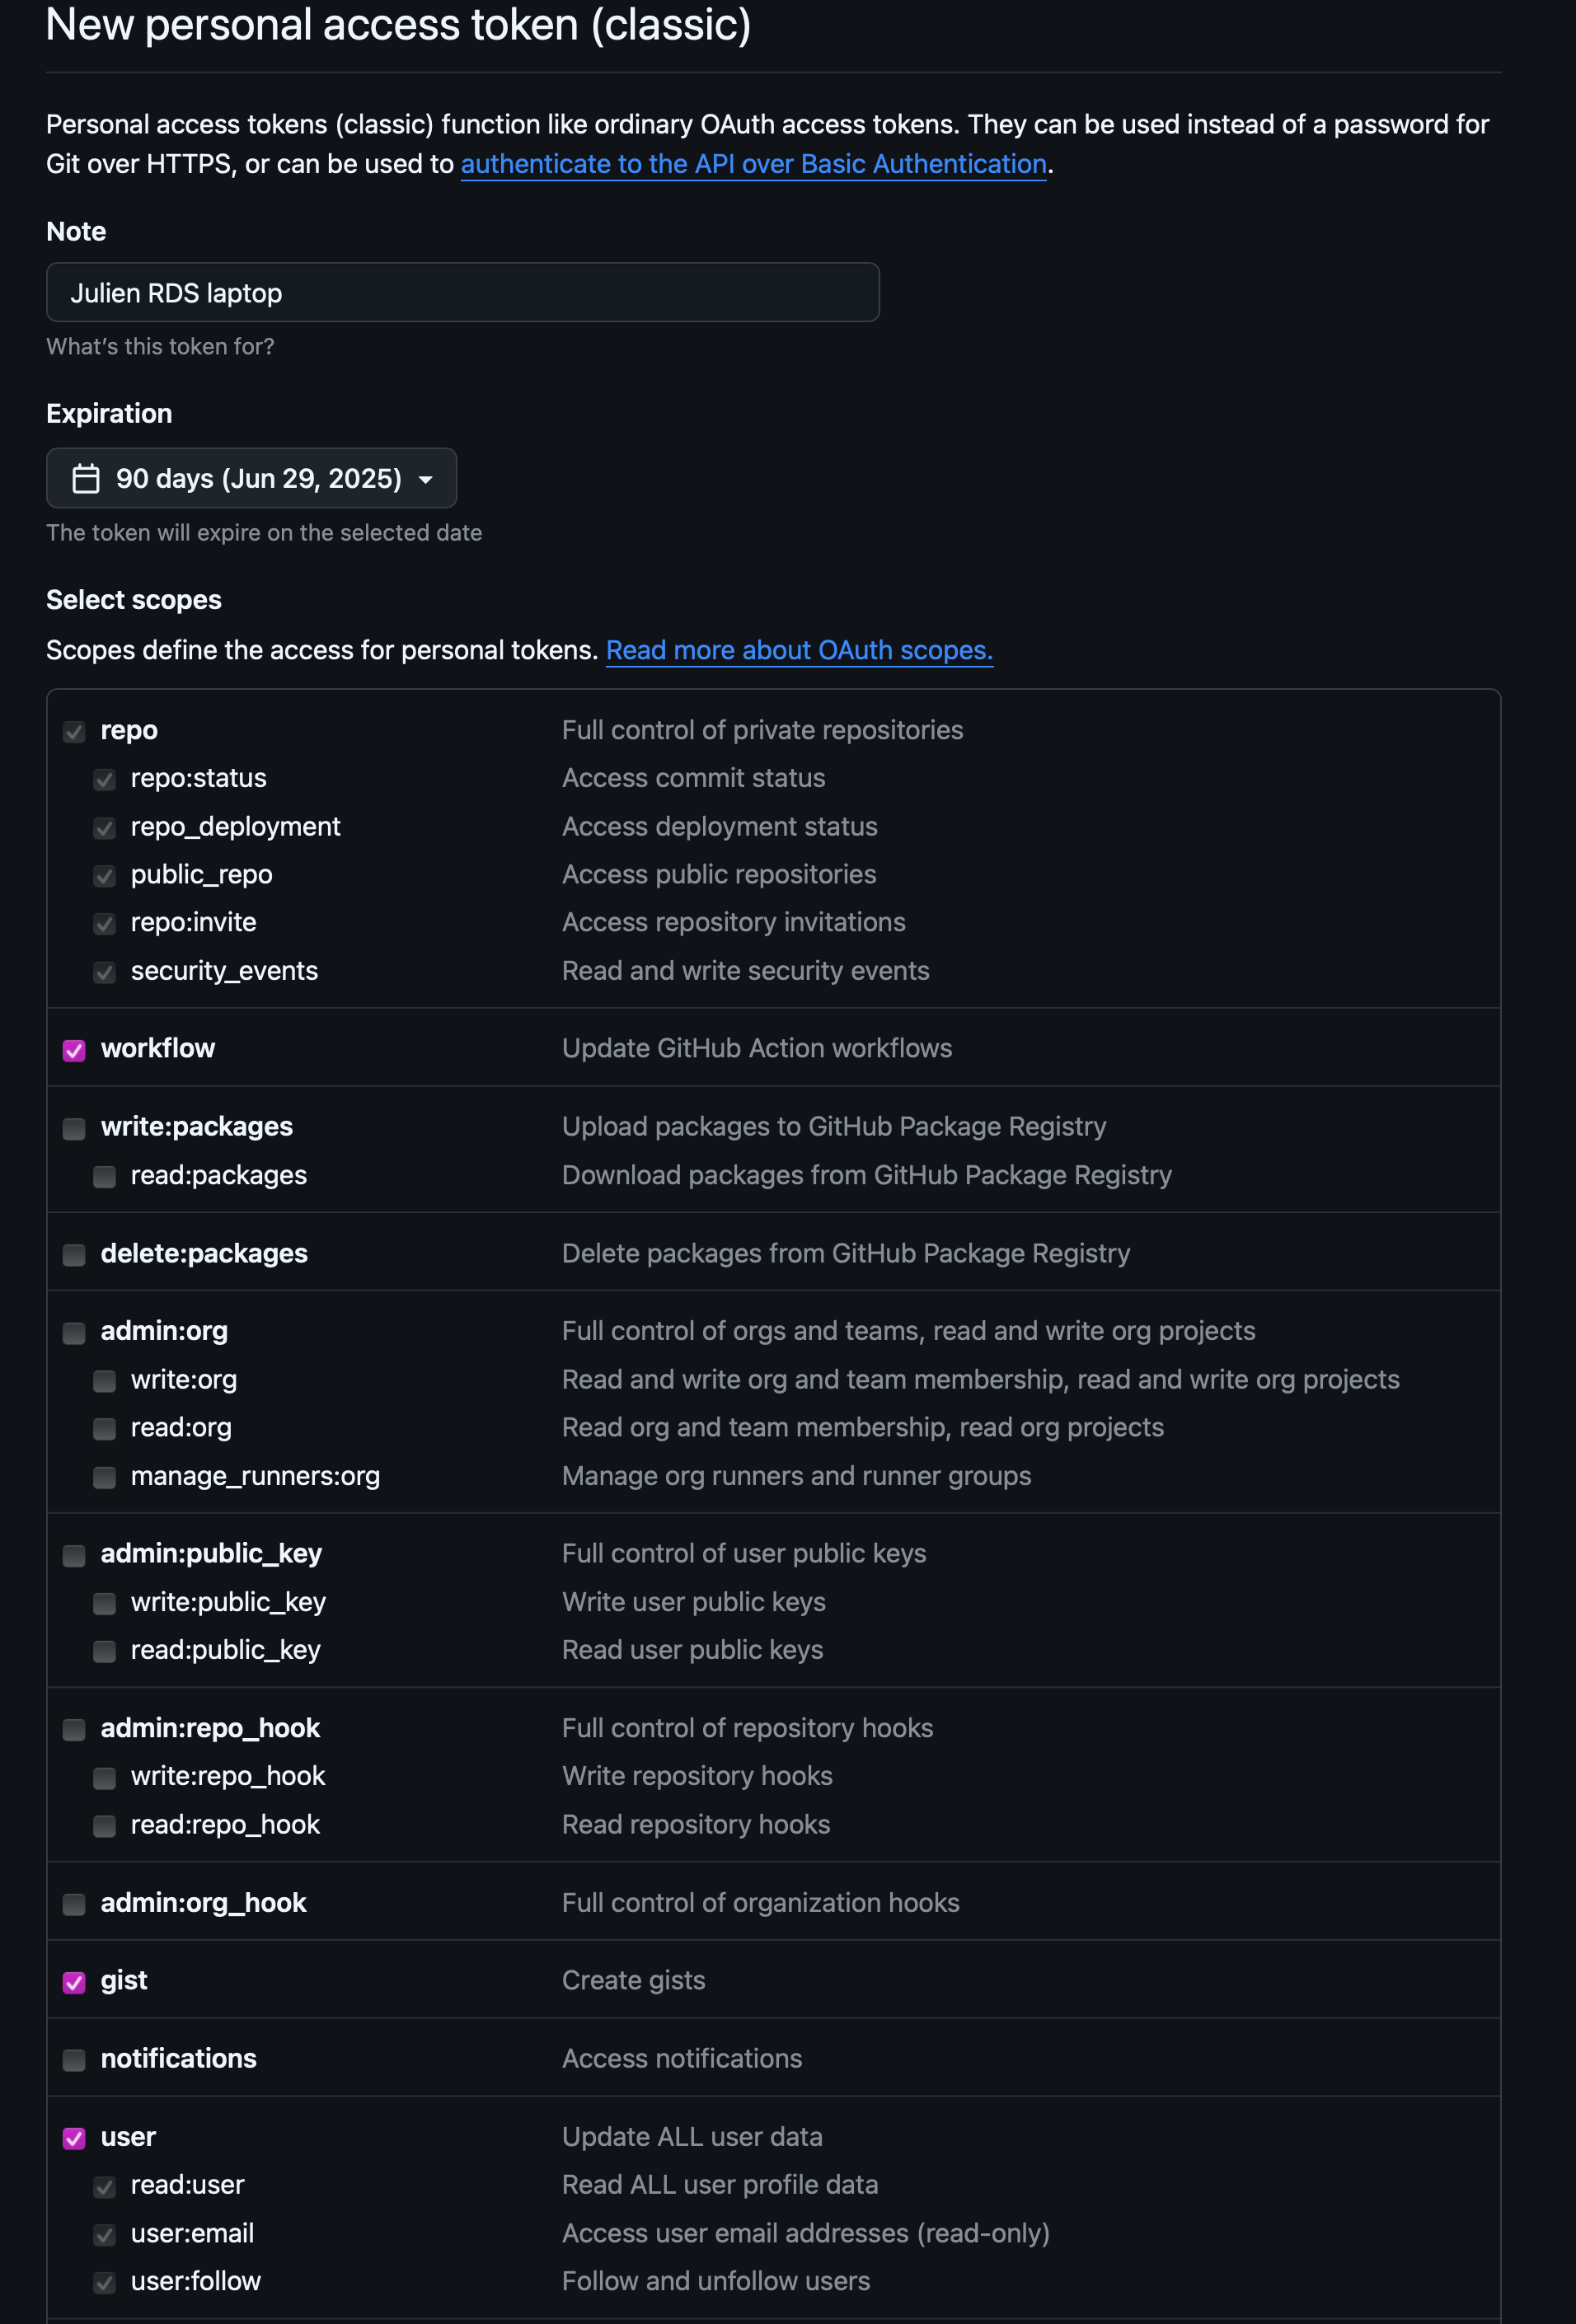 New personal access token (classic)
Personal access tokens (classic) function like ordinary OAuth access tokens. They can be used instead of a password for
Git over HTTPS, or can be used to authenticate to the API over Basic Authentication.
Note
Julien RDS laptop
What’s this token for?
Expiration
90 days (Jun 29, 2025)
The token will expire on the selected date
Select scopes
Scopes define the access for personal tokens. Read more about OAuth scopes.
repo Full control of private repositories
repo:status Access commit status
repo_deployment Access deployment status
public_repo Access public repositories
repo:invite Access repository invitations
security_events Read and write security events
workflow Update GitHub Action workflows
write:packages Upload packages to GitHub Package Registry
read:packages Download packages from GitHub Package Registry
delete:packages Delete packages from GitHub Package Registry
admin:org Full control of orgs and teams, read and write org projects
write:org Read and write org and team membership, read and write org projects
read:org Read org and team membership, read org projects
manage_runners:org Manage org runners and runner groups
admin:public_key Full control of user public keys
write:public_key Write user public keys
read:public_key Read user public keys
admin:repo_hook Full control of repository hooks
write:repo_hook Write repository hooks
read:repo_hook Read repository hooks
admin:org_hook Full control of organization hooks
gist Create gists
notifications Access notifications
user Update ALL user data
read:user Read ALL user profile data
user:email Access user email addresses (read-only)
user:follow Follow and unfollow users